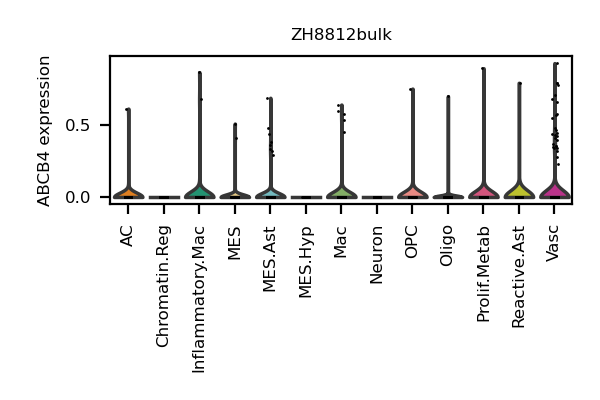 ZH8812bulk
ABCB4 expression
0.5
0.0
AC
Chromatin.Reg
Inflammatory.Mac
MES
MES.Ast
MES.Hyp
Mac
Neuron
OPC
Oligo
Prolif.Metab
Reactive.Ast
Vasc